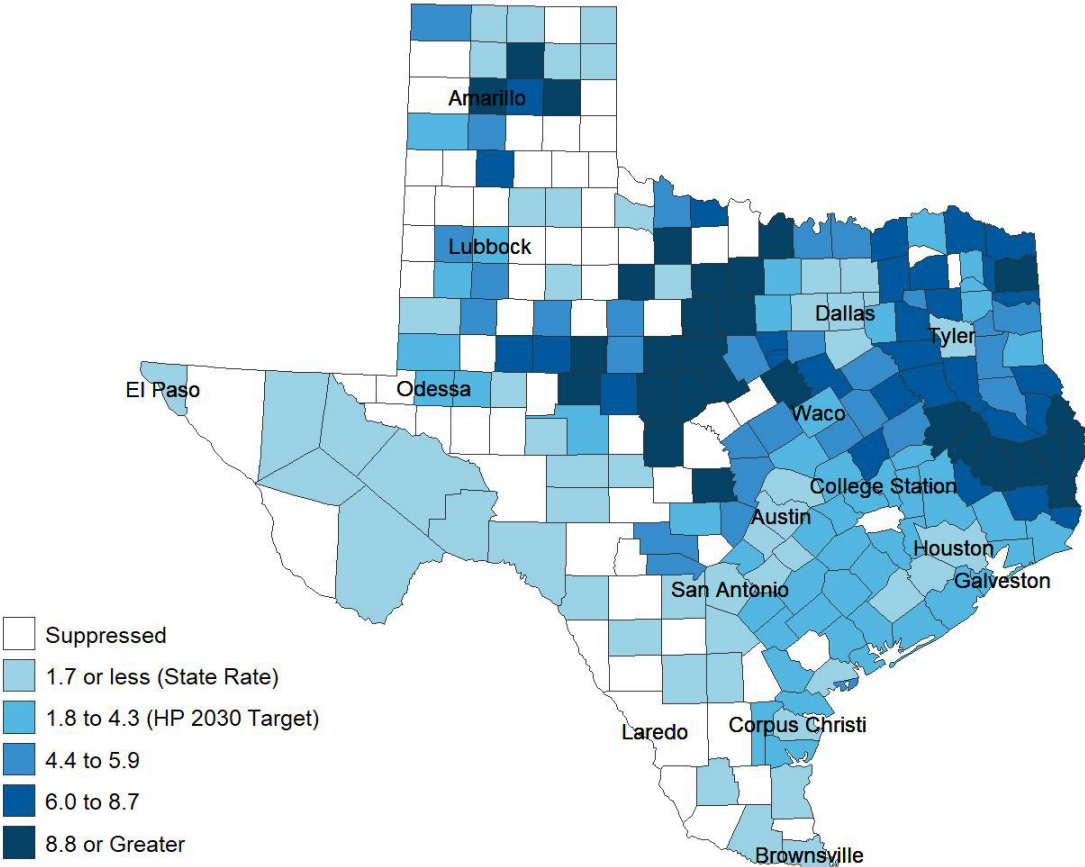 Amarillo
Lubbock
Dallas
Tyler
El Paso
Odessa
Waco
College Station
Austin
Houston
Galveston
San Antonio
Corpus Christi
Laredo
Brownsville
Suppressed
1.7 or less (State Rate)
1.8 to 4.3 (HP 2030 Target)
4.4 to 5.9
6.0 to 8.7
8.8 or Greater